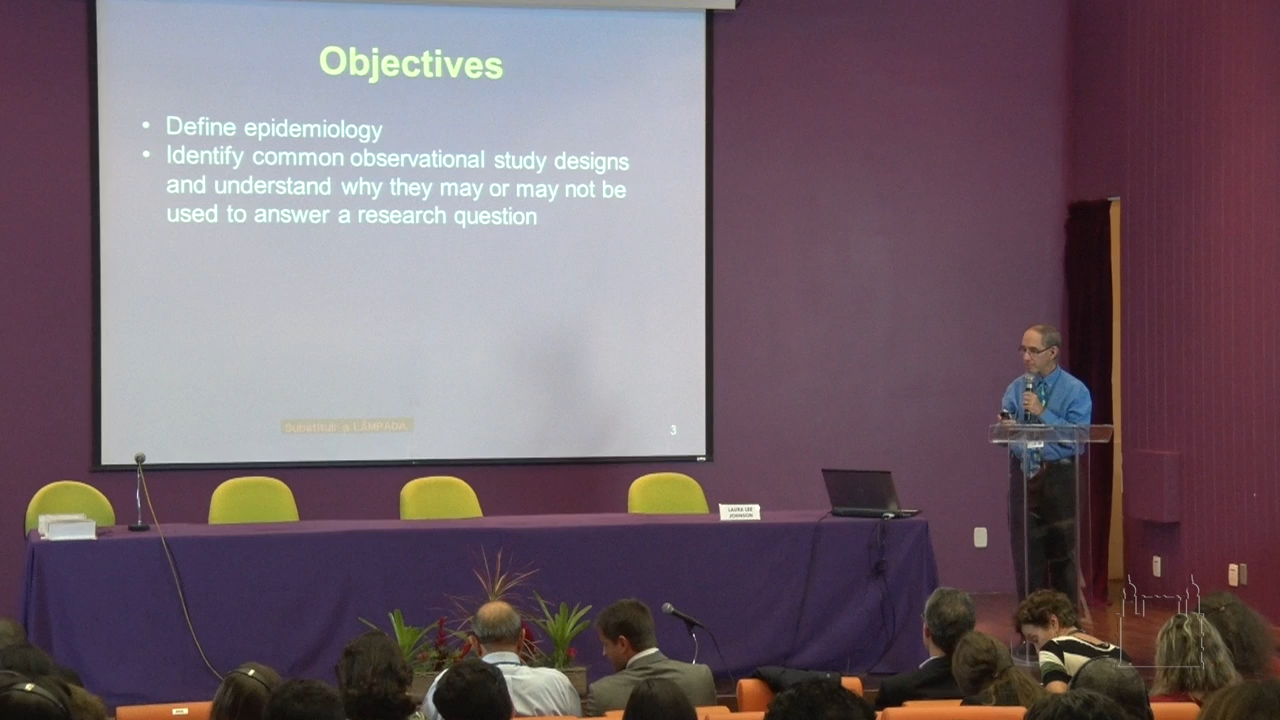 Objectives
• Define epidemiology
• Identify common observational study designs
and understand why they may or may not be
used to answer a research question
Substituir a LÂMPADA.
3
LAURA LEE
JOHNSON